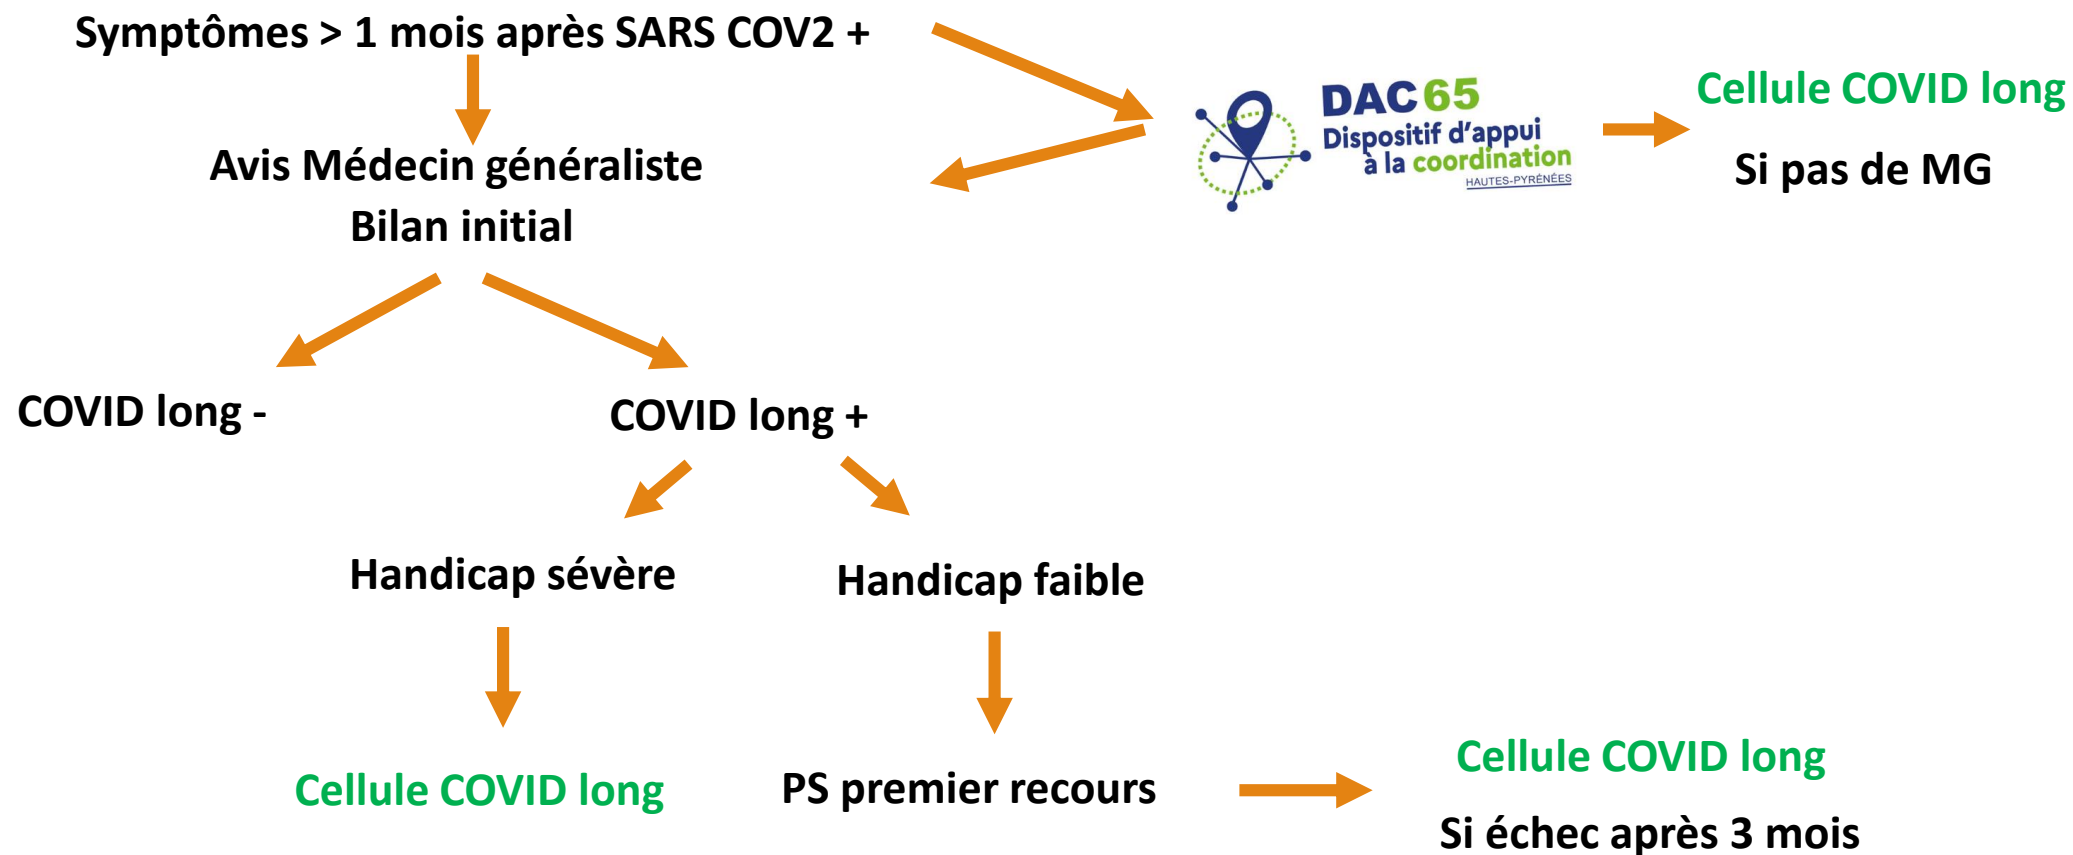 Symptômes > 1 mois après SARS COV2 +
DAC 65
Dispositif d'appui
à la coordination
HAUTES-PYRÉNÉES
Cellule COVID long
Si pas de MG
Avis Médecin généraliste
Bilan initial
COVID long -
COVID long +
Handicap sévère
Handicap faible
Cellule COVID long
PS premier recours
Cellule COVID long
Si échec après 3 mois